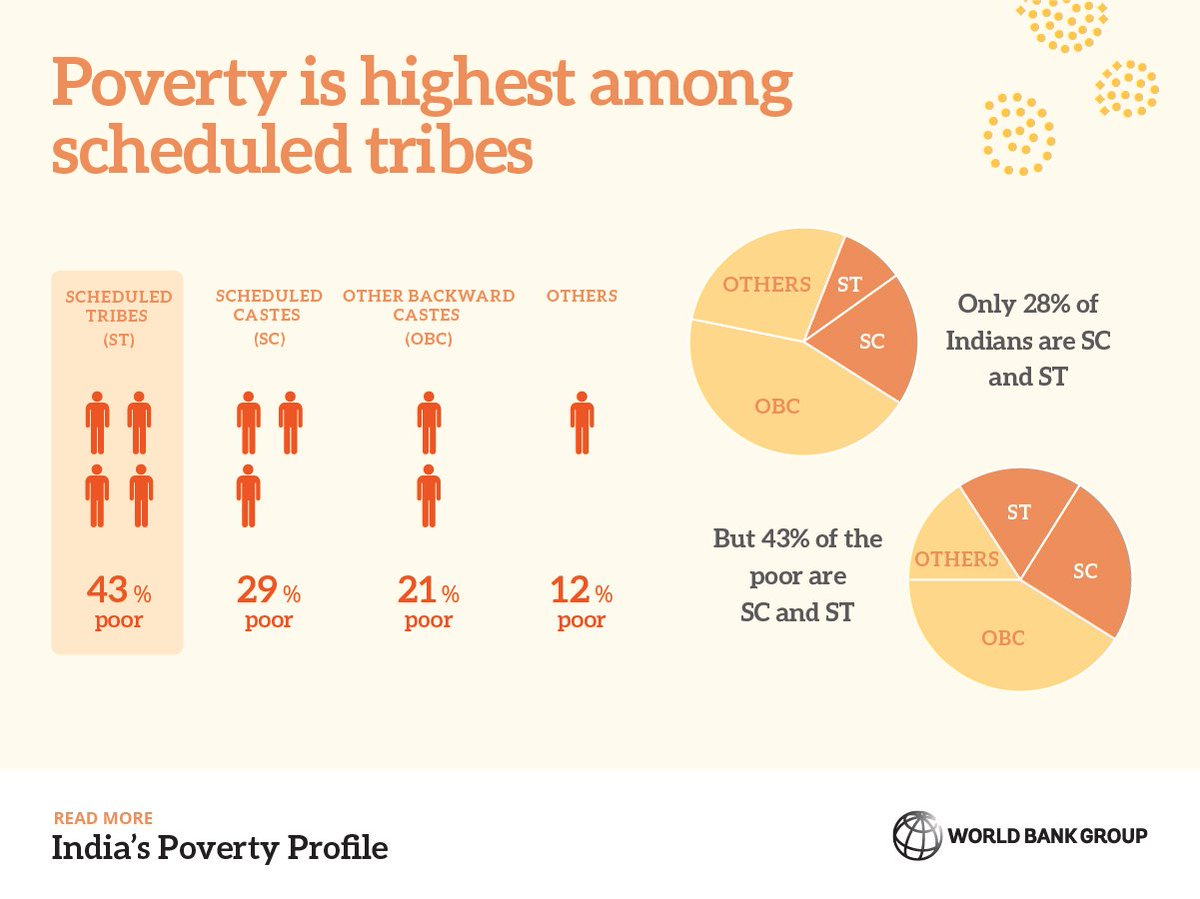 Poverty is highest among
scheduled tribes
SCHEDULED
TRIBES
(ST)
43 %
poor
SCHEDULED
CASTES
(SC)
29 %
poor
OTHER BACKWARD
CASTES
(OBC)
21 %
poor
OTHERS
12 %
poor
OTHERS
ST
SC
OBC
Only 28% of
Indians are SC
and ST
But 43% of the
poor are
SC and ST
ST
OTHERS
SC
OBC
READ MORE
India's Poverty Profile
WORLD BANK GROUP